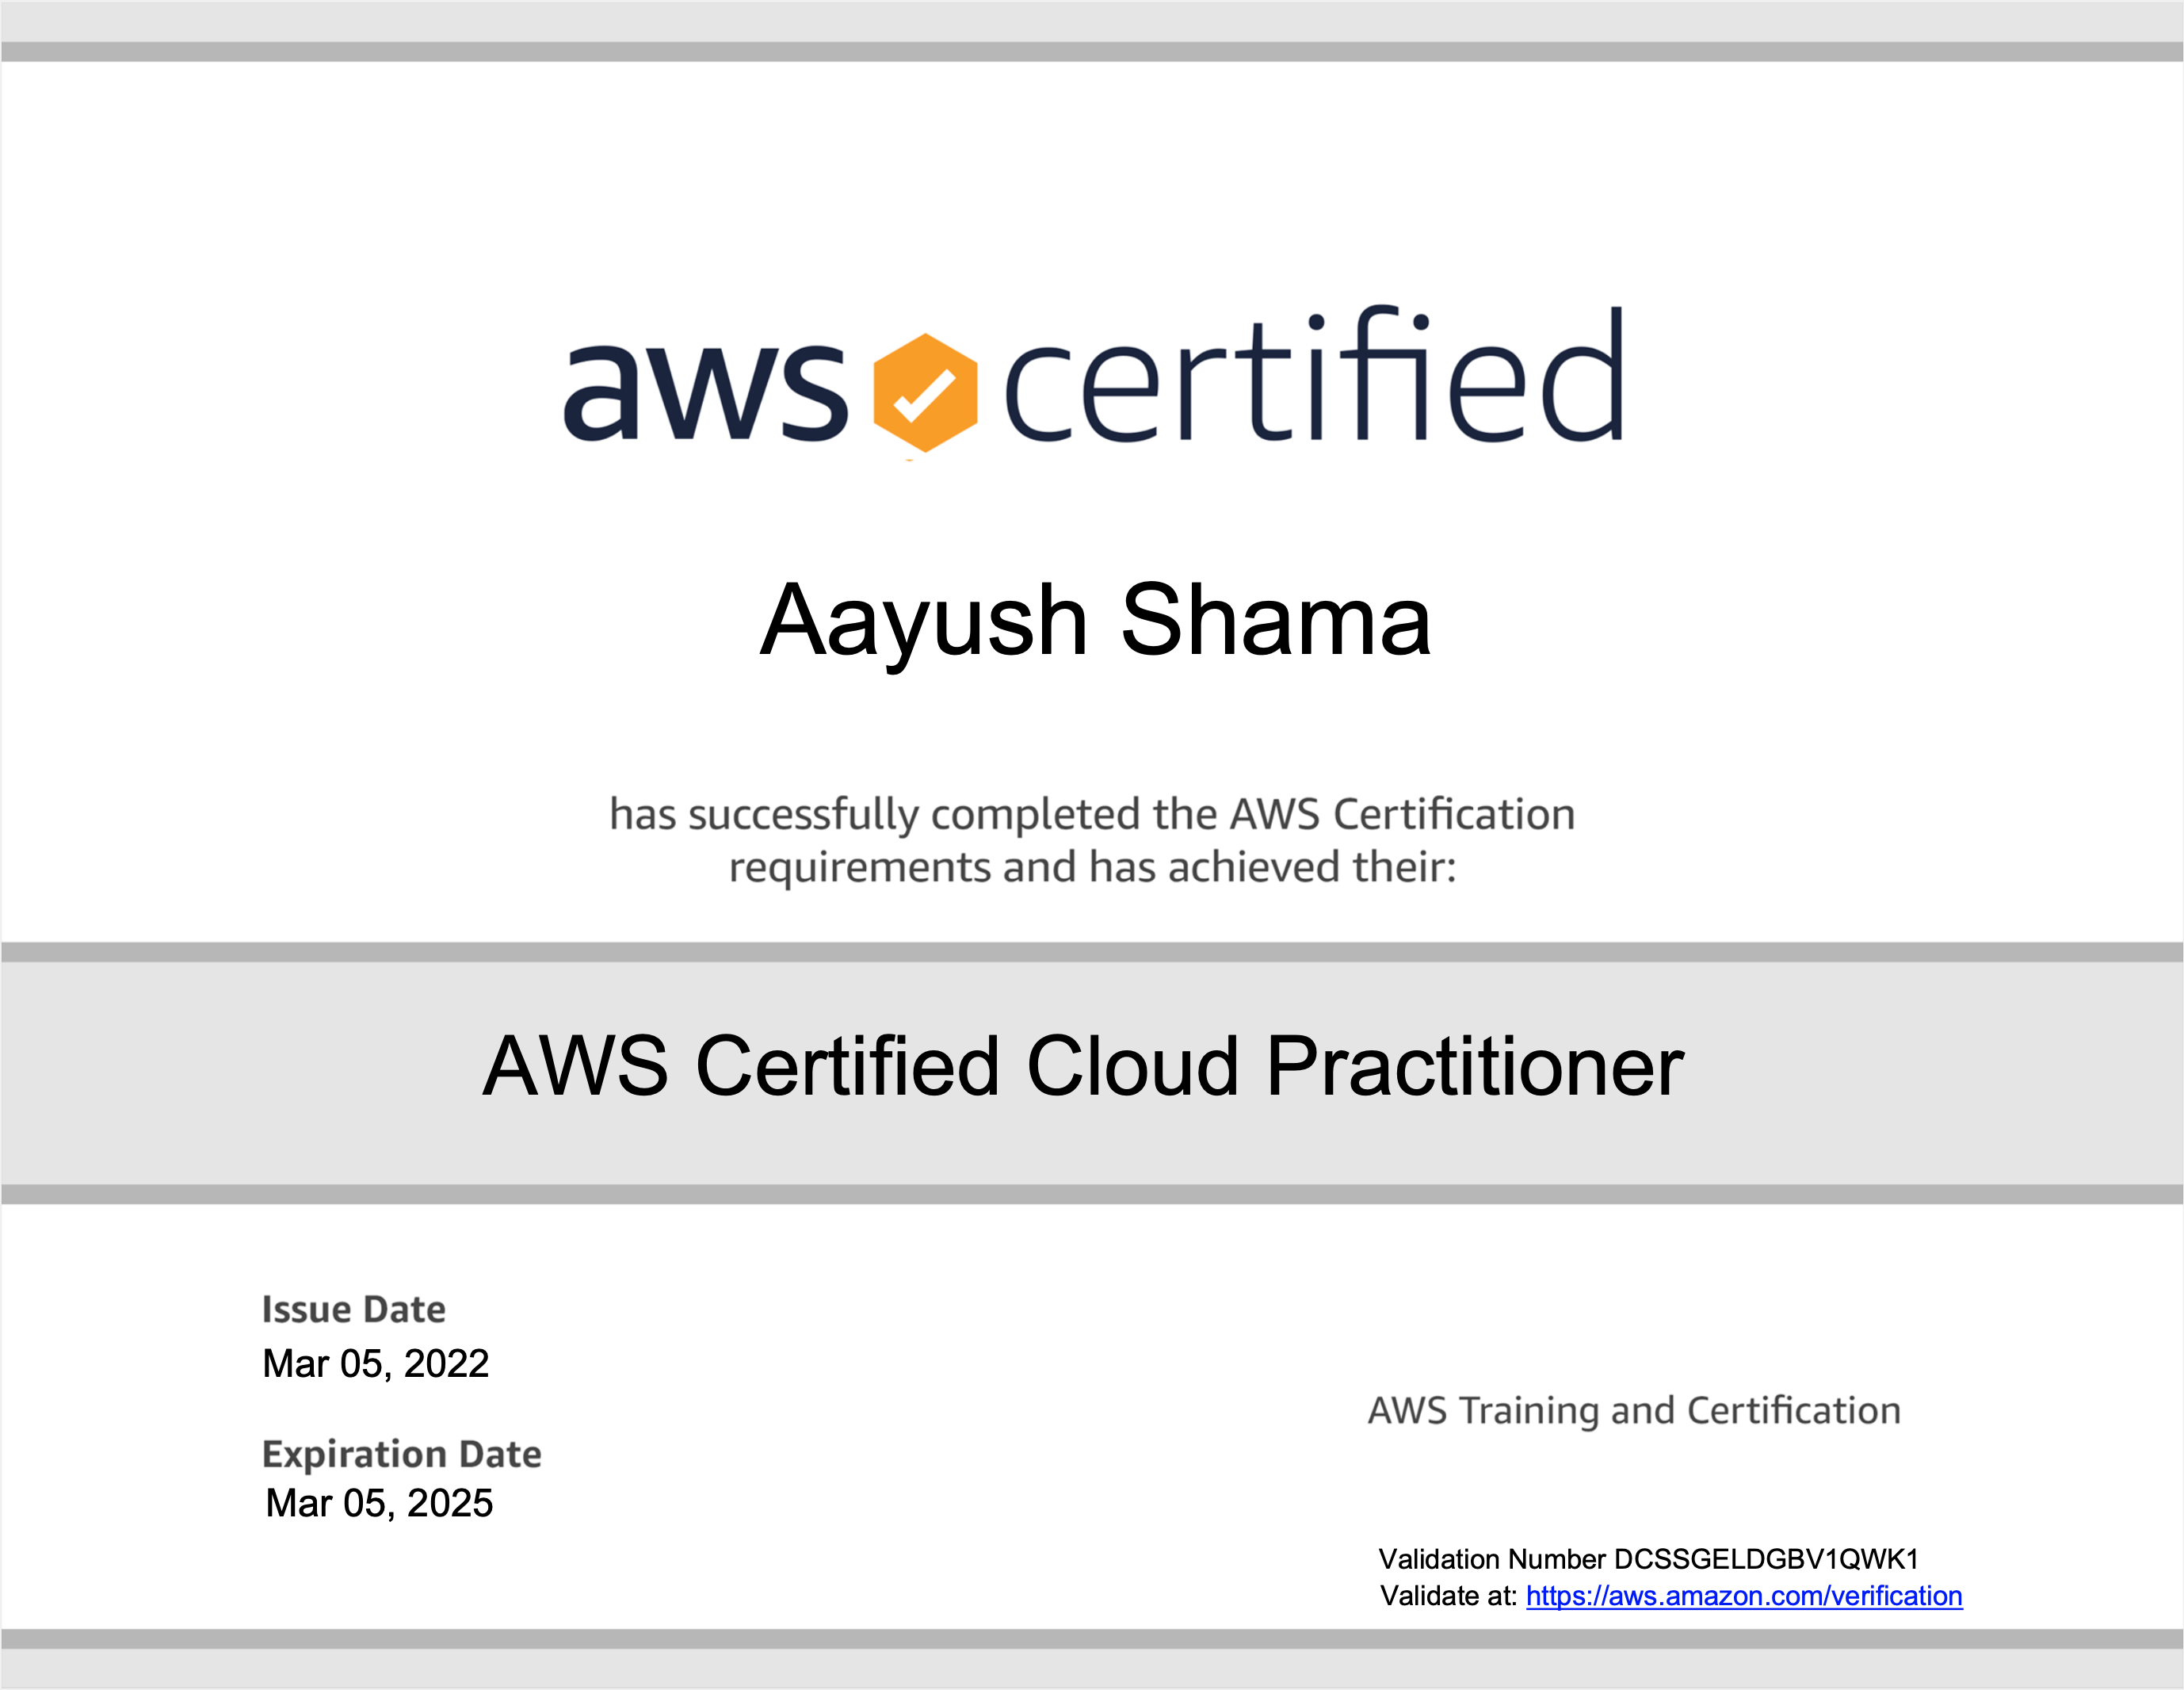 aws certified
Aayush Shama
has successfully completed the AWS Certification
requirements and has achieved their:
AWS Certified Cloud Practitioner
Issue Date
Mar 05, 2022
Expiration Date
Mar 05, 2025
AWS Training and Certification
Validation Number DCSSGELDGBV1QWK1
Validate at: https://aws.amazon.com/verification